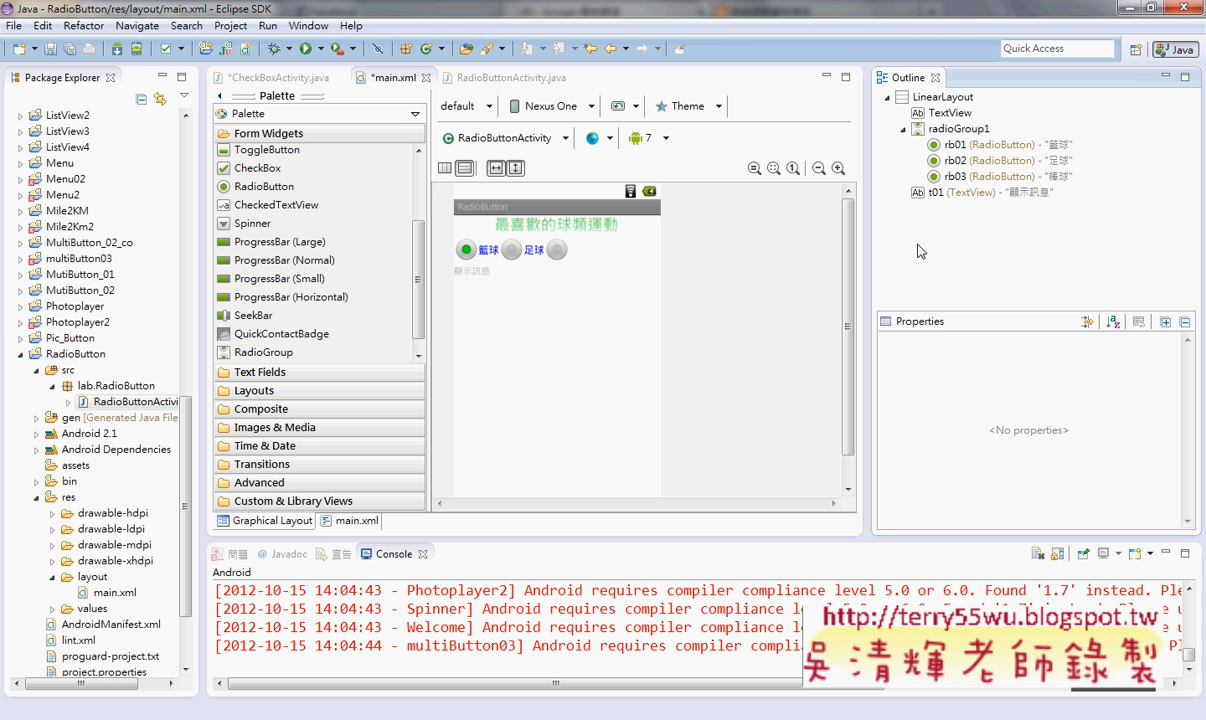 Java - RadioButton/res/layout/main.xml - Eclipse SDK
File Edit Refactor Navigate Search Project Run Window Help
Quick Access
Java
Package Explorer
ListView2
ListView3
ListView4
Menu
Menu02
Menu2
Mile2KM
Mile2Km2
MultiButton_02_co
multiButton03
MutiButton_01
MutiButton_02
Photoplayer
Photoplayer2
Pic_Button
RadioButton
src
lab.RadioButton
RadioButtonActivi
gen [Generated Java File
Android 2.1
Android Dependencies
assets
bin
res
drawable-hdpi
drawable-ldpi
drawable-mdpi
drawable-xhdpi
layout
main.xml
values
AndroidManifest.xml
lint.xml
proguard-project.txt
project.properties
*CheckBoxActivity.java
*main.xml
RadioButtonActivity.java
Palette
Palette
Form Widgets
ToggleButton
CheckBox
RadioButton
CheckedTextView
Spinner
ProgressBar (Large)
ProgressBar (Normal)
ProgressBar (Small)
ProgressBar (Horizontal)
SeekBar
QuickContactBadge
RadioGroup
Text Fields
Layouts
Composite
Images & Media
Time & Date
Transitions
Advanced
Custom & Library Views
Graphical Layout
main.xml
default
Nexus One
Theme
RadioButtonActivity
7
RadioButton
最喜歡的球類運動
籃球 足球
顯示訊息
Outline
LinearLayout
TextView
radioGroup1
rb01 (RadioButton) - "籃球"
rb02 (RadioButton) - "足球"
rb03 (RadioButton) - "棒球"
t01 (TextView) - "顯示訊息"
Properties
<No properties>
問題
Javadoc
宣告
Console
Android
[2012-10-15 14:04:43 - Photoplayer2] Android requires compiler compliance level 5.0 or 6.0. Found '1.7' instead. Ple
[2012-10-15 14:04:43 - Spinner] Android requires compiler compliance le
[2012-10-15 14:04:43 - Welcome] Android requires compiler compliance le
[2012-10-15 14:04:44 - multiButton03] Android requires compiler compli
http://terry55wu.blogspot.tw
吳清輝老師錄製